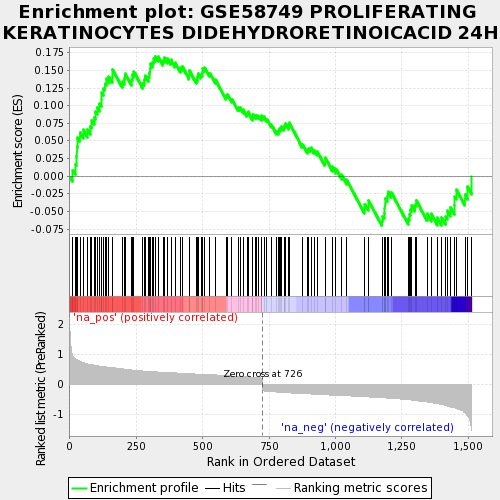 Enrichment plot: GSE58749 PROLIFERATING
KERATINOCYTES DIDEHYDRORETINOICACID 24H
Enrichment score (ES)
0.175
0.150
0.125
0.100
0.075
0.050
0.025
0.000
-0.025
-0.050
-0.075
Ranked list metric (PreRanked)
'na_pos' (positively correlated)
2
1
0
-1
Zero cross at 726
'na_neg' (negatively correlated)
0
250
500
750
1,000
1,250
1,500
Rank in Ordered Dataset
Enrichment profile
Hits
Ranking metric scores